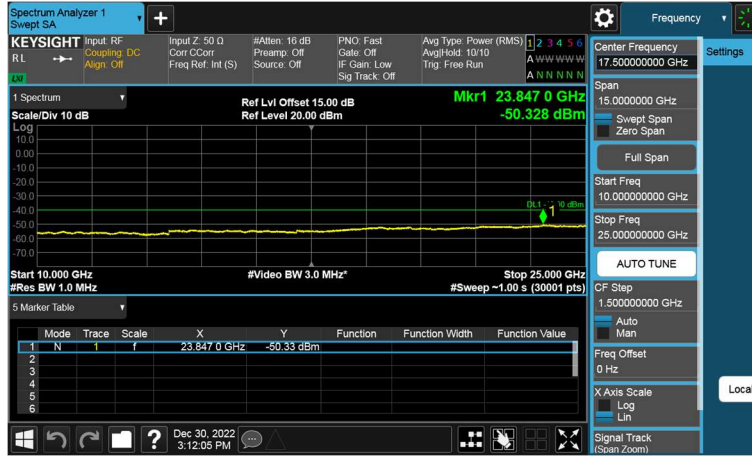 Spectrum Analyzer 1
Swept SA
Frequency
KEYSIGHT
RL
LXI
Input: RF
Coupling: DC
Align: Off
Input Z: 50 Ω
Corr CCorr
Freq Ref: Int (S)
#Atten: 16 dB
Preamp: Off
Source: Off
PNO: Fast
Gate: Off
IF Gain: Low
Sig Track: Off
Avg Type: Power (RMS)
Avg|Hold: 10/10
Trig: Free Run
1 2 3 4 5 6
A W W W W W
A N N N N N
1 Spectrum
Scale/Div 10 dB
Ref Lvl Offset 15.00 dB
Ref Level 20.00 dBm
Mkr1 23.847 0 GHz
-50.328 dBm
Log
10.0
0.00
-10.0
-20.0
-30.0
-40.0
-50.0
-60.0
-70.0
1
Start 10.000 GHz
#Res BW 1.0 MHz
#Video BW 3.0 MHz*
Stop 25.000 GHz
#Sweep ~1.00 s (30001 pts)
5 Marker Table
Mode Trace Scale X Y Function Function Width Function Value
1 N 1 f 23.847 0 GHz -50.33 dBm
2
3
4
5
6
Dec 30, 2022
3:12:05 PM
Center Frequency
17.500000000 GHz
Span
15.0000000 GHz
Swept Span
Zero Span
Full Span
Start Freq
10.000000000 GHz
Stop Freq
25.000000000 GHz
AUTO TUNE
CF Step
1.500000000 GHz
Auto
Man
Freq Offset
0 Hz
X Axis Scale
Log
Lin
Signal Track
(Span Zoom)
Settings
Local